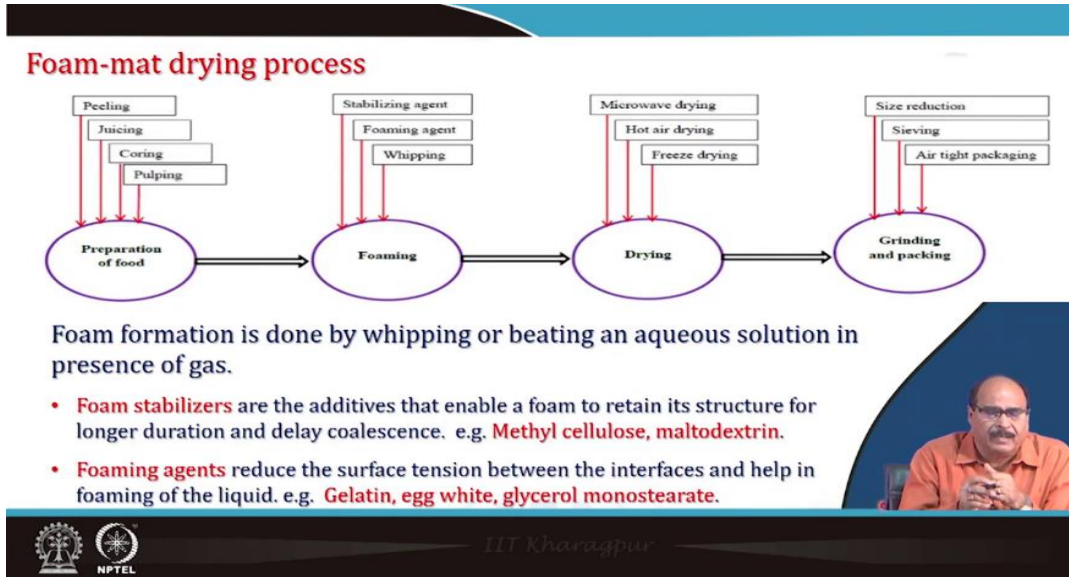 Foam-mat drying process
Peeling
Juicing
Coring
Pulping
Stabilizing agent
Foaming agent
Whipping
Microwave drying
Hot air drying
Freeze drying
Size reduction
Sieving
Air tight packaging
Preparation
of food
Foaming
Drying
Grinding
and packing
Foam formation is done by whipping or beating an aqueous solution in
presence of gas.
• Foam stabilizers are the additives that enable a foam to retain its structure for
longer duration and delay coalescence. e.g. Methyl cellulose, maltodextrin.
• Foaming agents reduce the surface tension between the interfaces and help in
foaming of the liquid. e.g. Gelatin, egg white, glycerol monostearate.
IIT Kharagpur
NPTEL